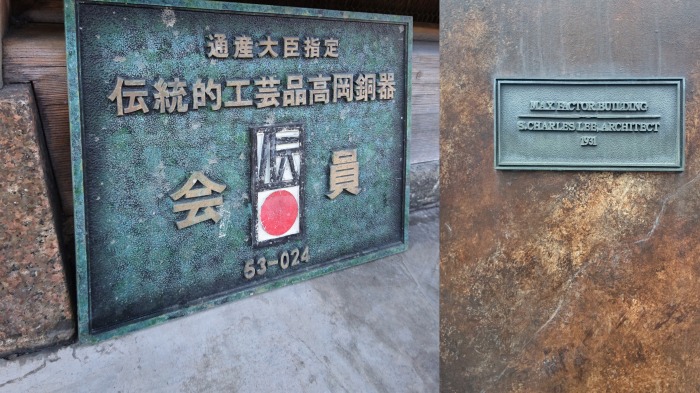 通産大臣指定
伝統的工芸品高岡銅器
伝
会 員
53-024
MAX FACTOR BUILDING
S. CHARLES LEE, ARCHITECT
1931